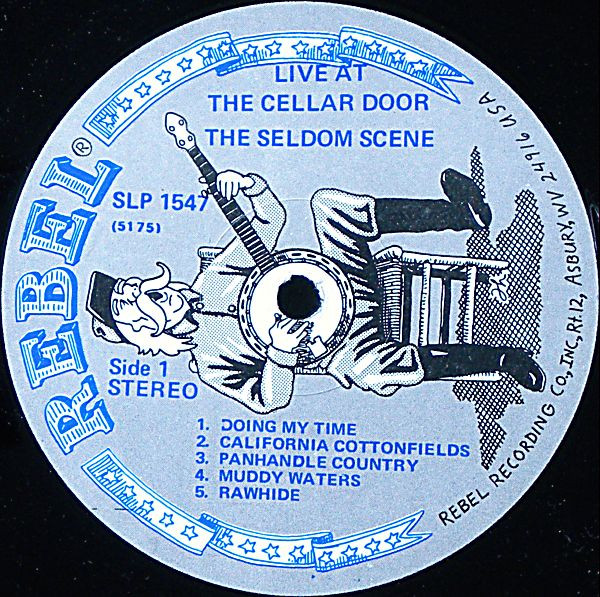 LIVE AT
THE CELLAR DOOR
THE SELDOM SCENE
REBEL®
SLP 1547
(5175)
Side 1
STEREO
1. DOING MY TIME
2. CALIFORNIA COTTONFIELDS
3. PANHANDLE COUNTRY
4. MUDDY WATERS
5. RAWHIDE
REBEL RECORDING CO., INC, Rt. 12, ASBURY, WV 24916 USA